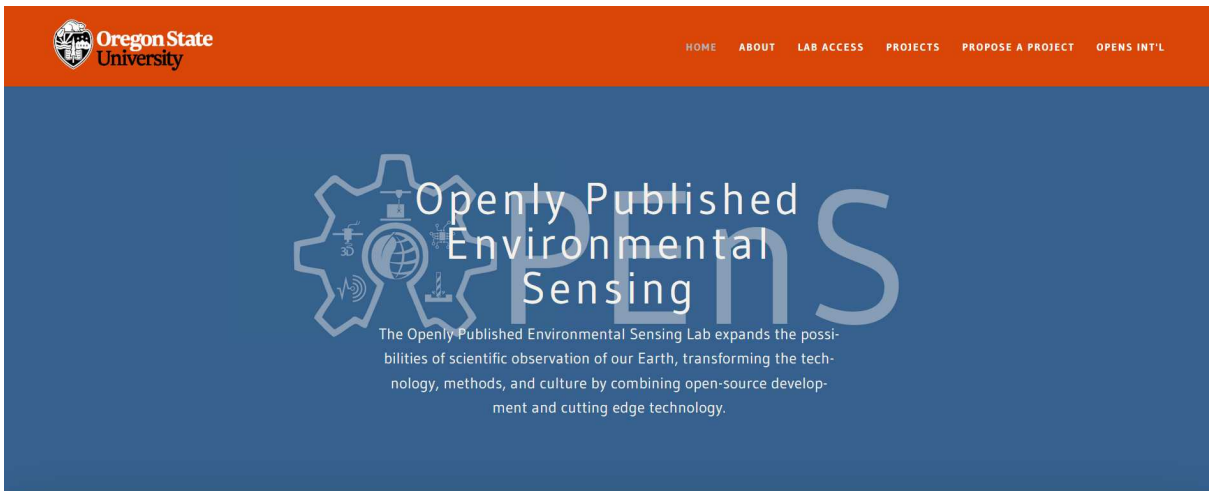 Oregon State
University
HOME ABOUT LAB ACCESS PROJECTS PROPOSE A PROJECT OPENS INT'L
OPEnS
3D
Openly Published
Environmental
Sensing
The Openly Published Environmental Sensing Lab expands the possi-
bilities of scientific observation of our Earth, transforming the tech-
nology, methods, and culture by combining open-source develop-
ment and cutting edge technology.